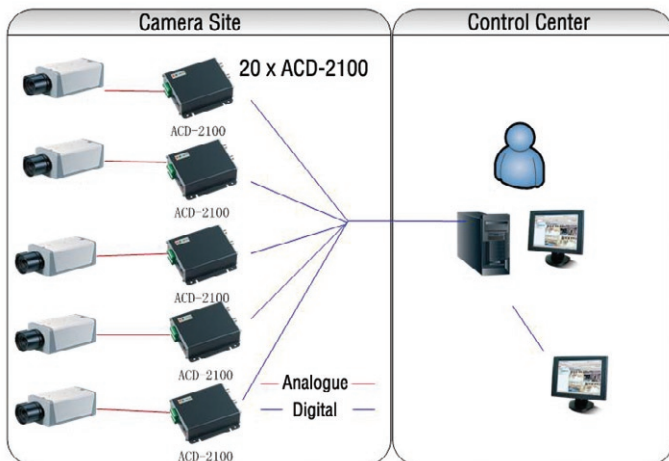 Camera Site
Control Center
20 x ACD-2100
ACD-2100
ACD-2100
ACD-2100
ACD-2100
ACD-2100
Analogue
Digital